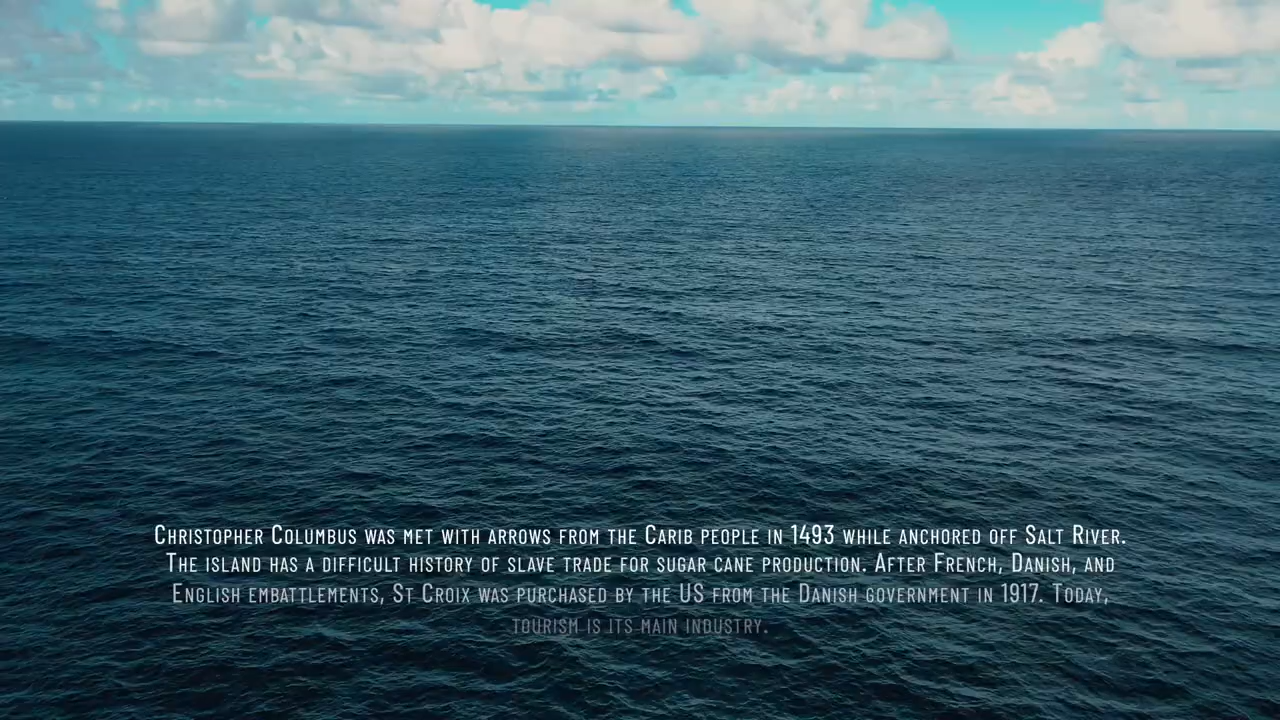 Christopher Columbus was met with arrows from the Carib people in 1493 while anchored off Salt River.
The island has a difficult history of slave trade for sugar cane production. After French, Danish, and
English embattlements, St Croix was purchased by the US from the Danish government in 1917. Today,
tourism is its main industry.